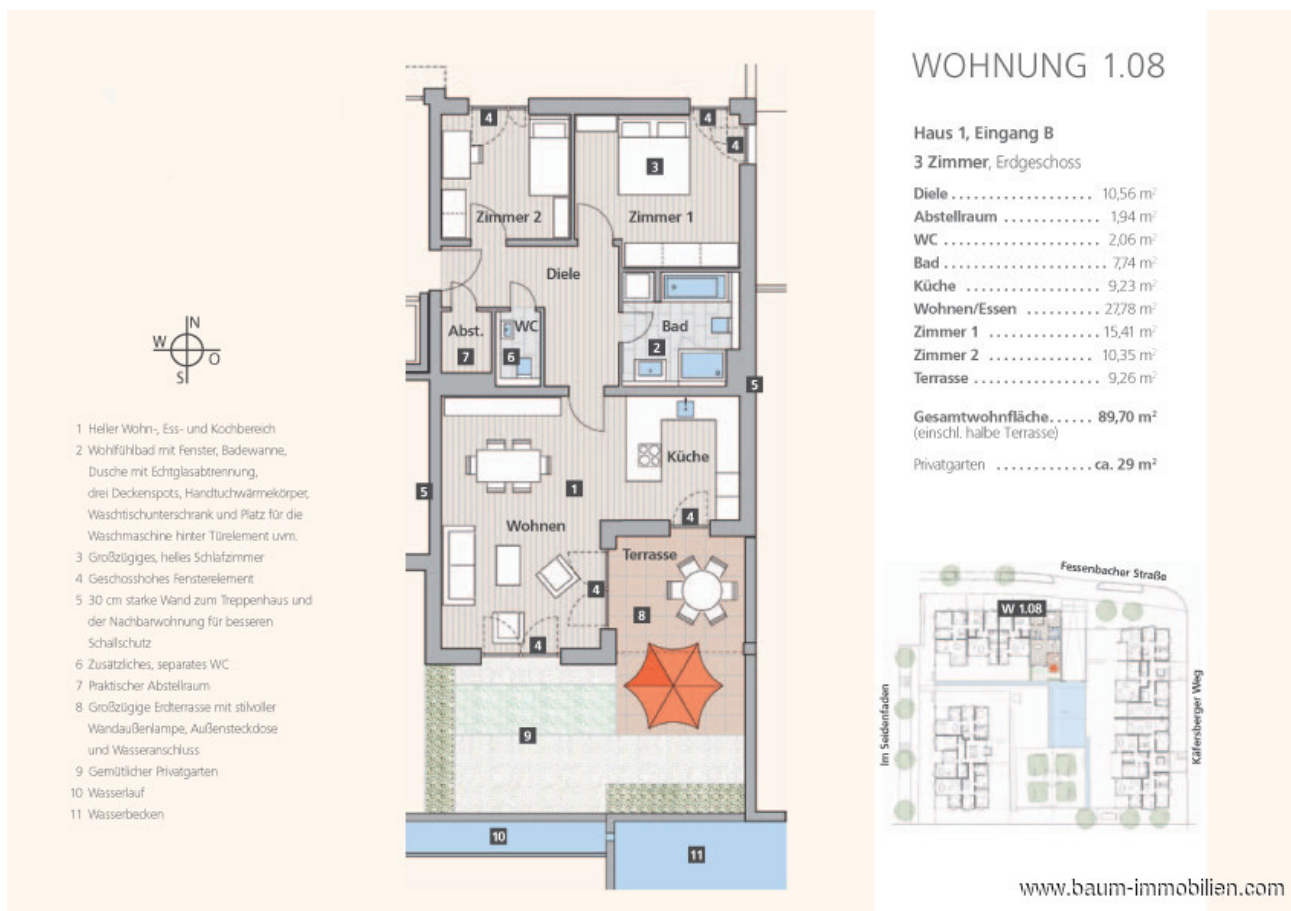 WOHNUNG 1.08
Haus 1, Eingang B
3 Zimmer, Erdgeschoss
Diele .................. 10,56 m²
Abstellraum ............. 1,94 m²
WC .................... 2,06 m²
Bad .................... 7,74 m²
Küche ................. 9,23 m²
Wohnen/Essen .......... 27,78 m²
Zimmer 1 .............. 15,41 m²
Zimmer 2 .............. 10,35 m²
Terrasse ................ 9,26 m²
Gesamtwohnfläche...... 89,70 m²
(einschl. halbe Terrasse)
Privatgarten ............. ca. 29 m²
N
W
O
S
1 Heller Wohn-, Ess- und Kochbereich
2 Wohlfühlbad mit Fenster, Badewanne,
Dusche mit Echtglasabtrennung,
drei Deckenspots, Handtuchwärmekörper,
Waschtischunterschrank und Platz für die
Waschmaschine hinter Türelement uvm.
3 Großzügiges, helles Schlafzimmer
4 Geschosshohes Fensterelement
5 30 cm starke Wand zum Treppenhaus und
der Nachbarwohnung für besseren
Schallschutz
6 Zusätzliches, separates WC
7 Praktischer Abstellraum
8 Großzügige Erdterrasse mit stilvoller
Wandaußenlampe, Außensteckdose
und Wasseranschluss
9 Gemütlicher Privatgarten
10 Wasserlauf
11 Wasserbecken
4
4
4
3
Zimmer 2
Zimmer 1
Diele
Abst.
WC
Bad
7
6
2
5
Küche
5
1
4
Wohnen
Terrasse
4
8
4
9
10
11
Fessenbacher Straße
W 1.08
Im Seidenfaden
Käfersberger Weg
www.baum-immobilien.com